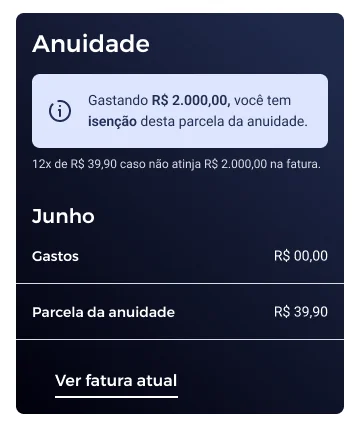 Anuidade
Gastando R$ 2.000,00, você tem
isenção desta parcela da anuidade.
12x de R$ 39,90 caso não atinja R$ 2.000,00 na fatura.
Junho
Gastos R$ 00,00
Parcela da anuidade R$ 39,90
Ver fatura atual